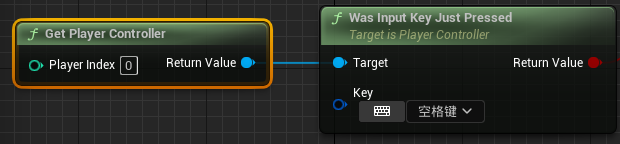 Get Player Controller
Player Index 0
Return Value
Was Input Key Just Pressed
Target is Player Controller
Target
Return Value
Key
空格键